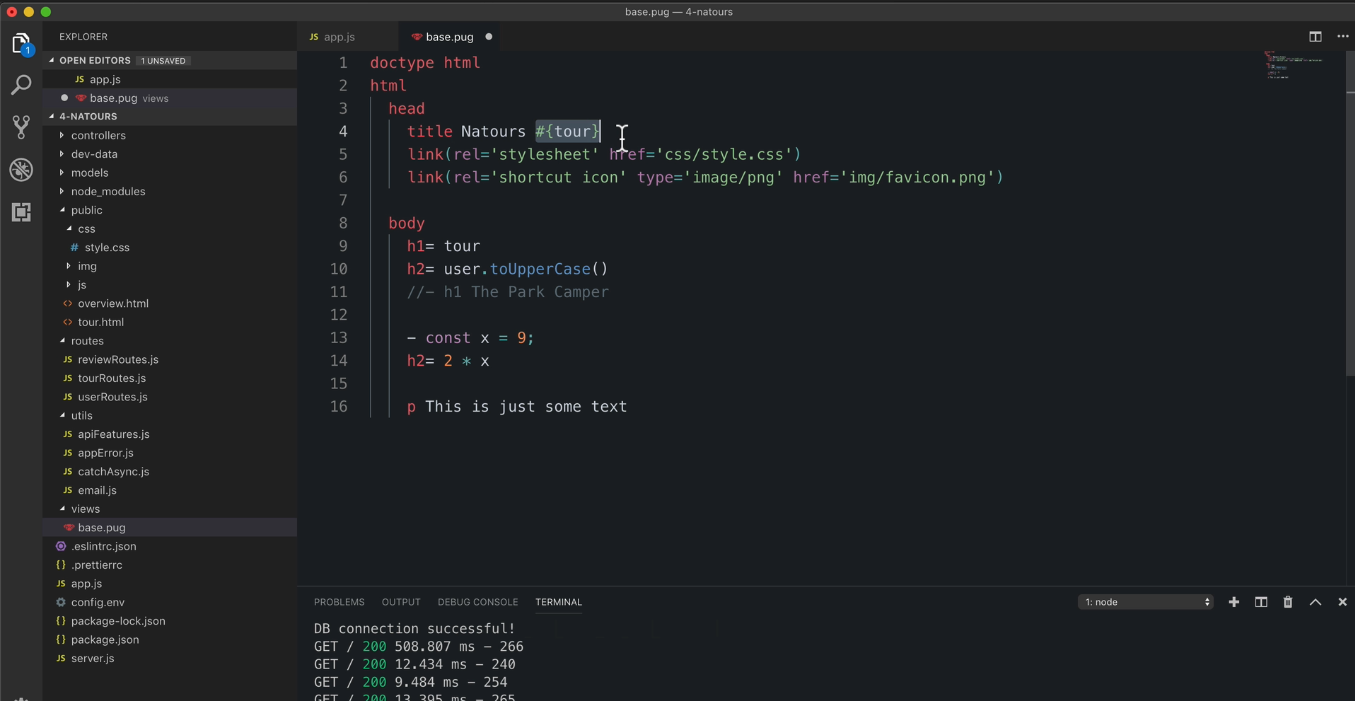 base.pug — 4-natours
EXPLORER
1
OPEN EDITORS 1 UNSAVED
JS app.js
base.pug views
4-NATOURS
controllers
dev-data
models
node_modules
public
css
# style.css
img
js
<> overview.html
<> tour.html
routes
JS reviewRoutes.js
JS tourRoutes.js
JS userRoutes.js
utils
JS apiFeatures.js
JS appError.js
JS catchAsync.js
JS email.js
views
base.pug
.eslintrc.json
{} .prettierrc
JS app.js
config.env
{} package-lock.json
{} package.json
JS server.js
JS app.js
base.pug
1 doctype html
2 html
3 head
4 title Natours #{tour}
5 link(rel='stylesheet' href='css/style.css')
6 link(rel='shortcut icon' type='image/png' href='img/favicon.png')
7
8 body
9 h1= tour
10 h2= user.toUpperCase()
11 //- h1 The Park Camper
12
13 - const x = 9;
14 h2= 2 * x
15
16 p This is just some text
PROBLEMS OUTPUT DEBUG CONSOLE TERMINAL 1: node
DB connection successful!
GET / 200 508.807 ms - 266
GET / 200 12.434 ms - 240
GET / 200 9.484 ms - 254
GET / 200 13.395 ms - 265